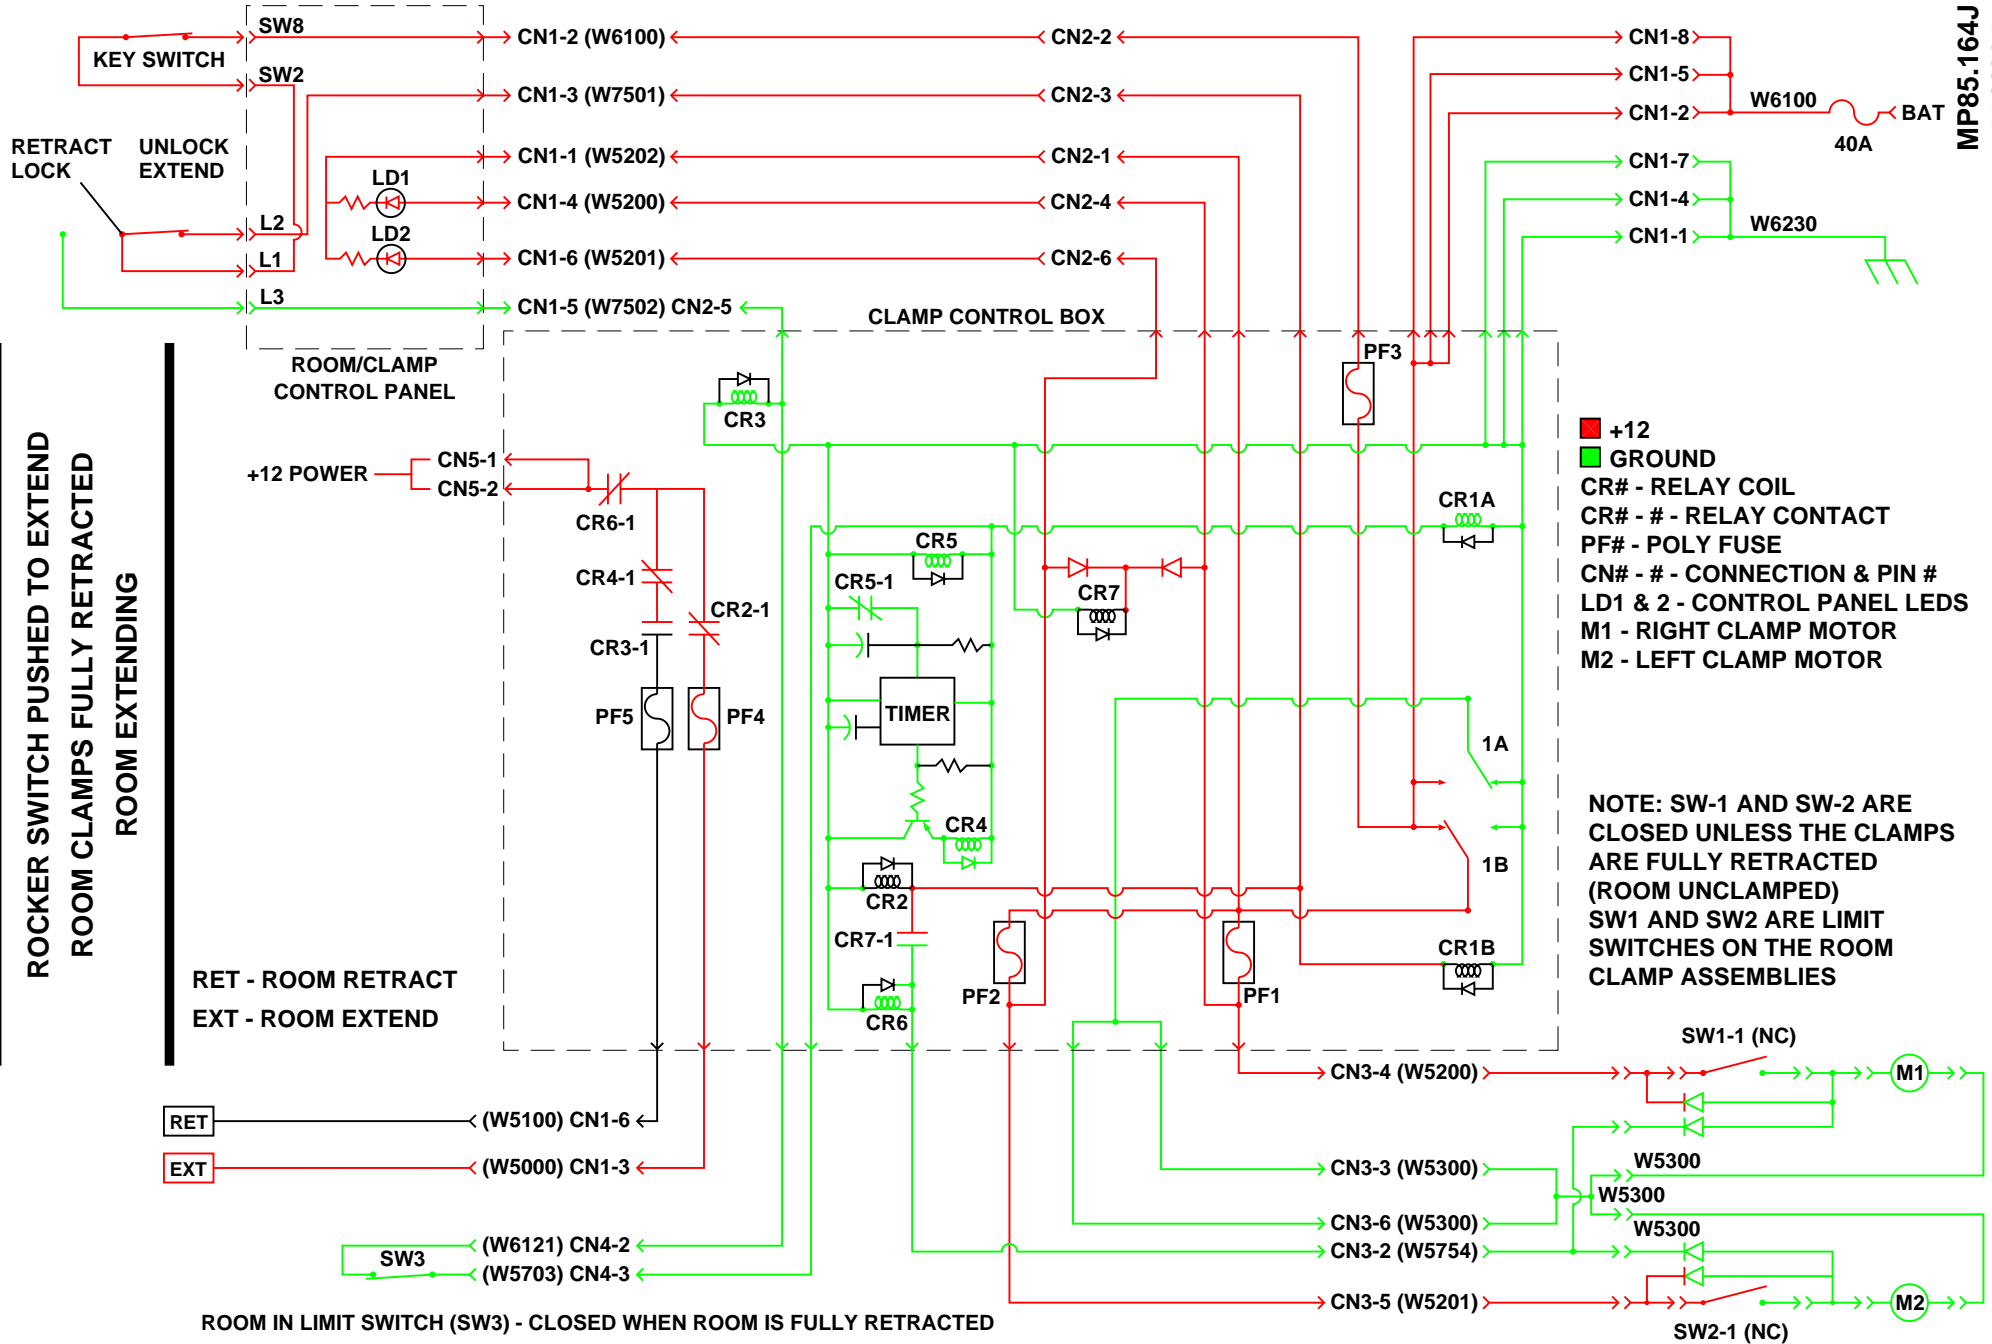 SW8
KEY SWITCH
SW2
RETRACT
LOCK
UNLOCK
EXTEND
L2
L1
L3
LD1
LD2
ROOM/CLAMP
CONTROL PANEL
CN1-2 (W6100)
CN2-2
CN1-3 (W7501)
CN2-3
CN1-1 (W5202)
CN2-1
CN1-4 (W5200)
CN2-4
CN1-6 (W5201)
CN2-6
CN1-5 (W7502) CN2-5
CLAMP CONTROL BOX
CN1-8
CN1-5
CN1-2
W6100
40A
BAT
CN1-7
CN1-4
CN1-1
W6230
MP85.164J
ROCKER SWITCH PUSHED TO EXTEND
ROOM CLAMPS FULLY RETRACTED
ROOM EXTENDING
+12 POWER
CN5-1
CN5-2
CR6-1
CR4-1
CR3-1
CR2-1
PF5
PF4
CR3
PF3
CR5
CR5-1
CR7
CR1A
TIMER
CR4
CR2
CR7-1
CR6
PF2
PF1
1A
1B
CR1B
+12
GROUND
CR# - RELAY COIL
CR# - # - RELAY CONTACT
PF# - POLY FUSE
CN# - # - CONNECTION & PIN #
LD1 & 2 - CONTROL PANEL LEDS
M1 - RIGHT CLAMP MOTOR
M2 - LEFT CLAMP MOTOR
NOTE: SW-1 AND SW-2 ARE
CLOSED UNLESS THE CLAMPS
ARE FULLY RETRACTED
(ROOM UNCLAMPED)
SW1 AND SW2 ARE LIMIT
SWITCHES ON THE ROOM
CLAMP ASSEMBLIES
RET - ROOM RETRACT
EXT - ROOM EXTEND
RET
(W5100) CN1-6
EXT
(W5000) CN1-3
SW3
(W6121) CN4-2
(W5703) CN4-3
ROOM IN LIMIT SWITCH (SW3) - CLOSED WHEN ROOM IS FULLY RETRACTED
SW1-1 (NC)
CN3-4 (W5200)
M1
CN3-3 (W5300)
W5300
W5300
CN3-6 (W5300)
W5300
CN3-2 (W5754)
CN3-5 (W5201)
M2
SW2-1 (NC)